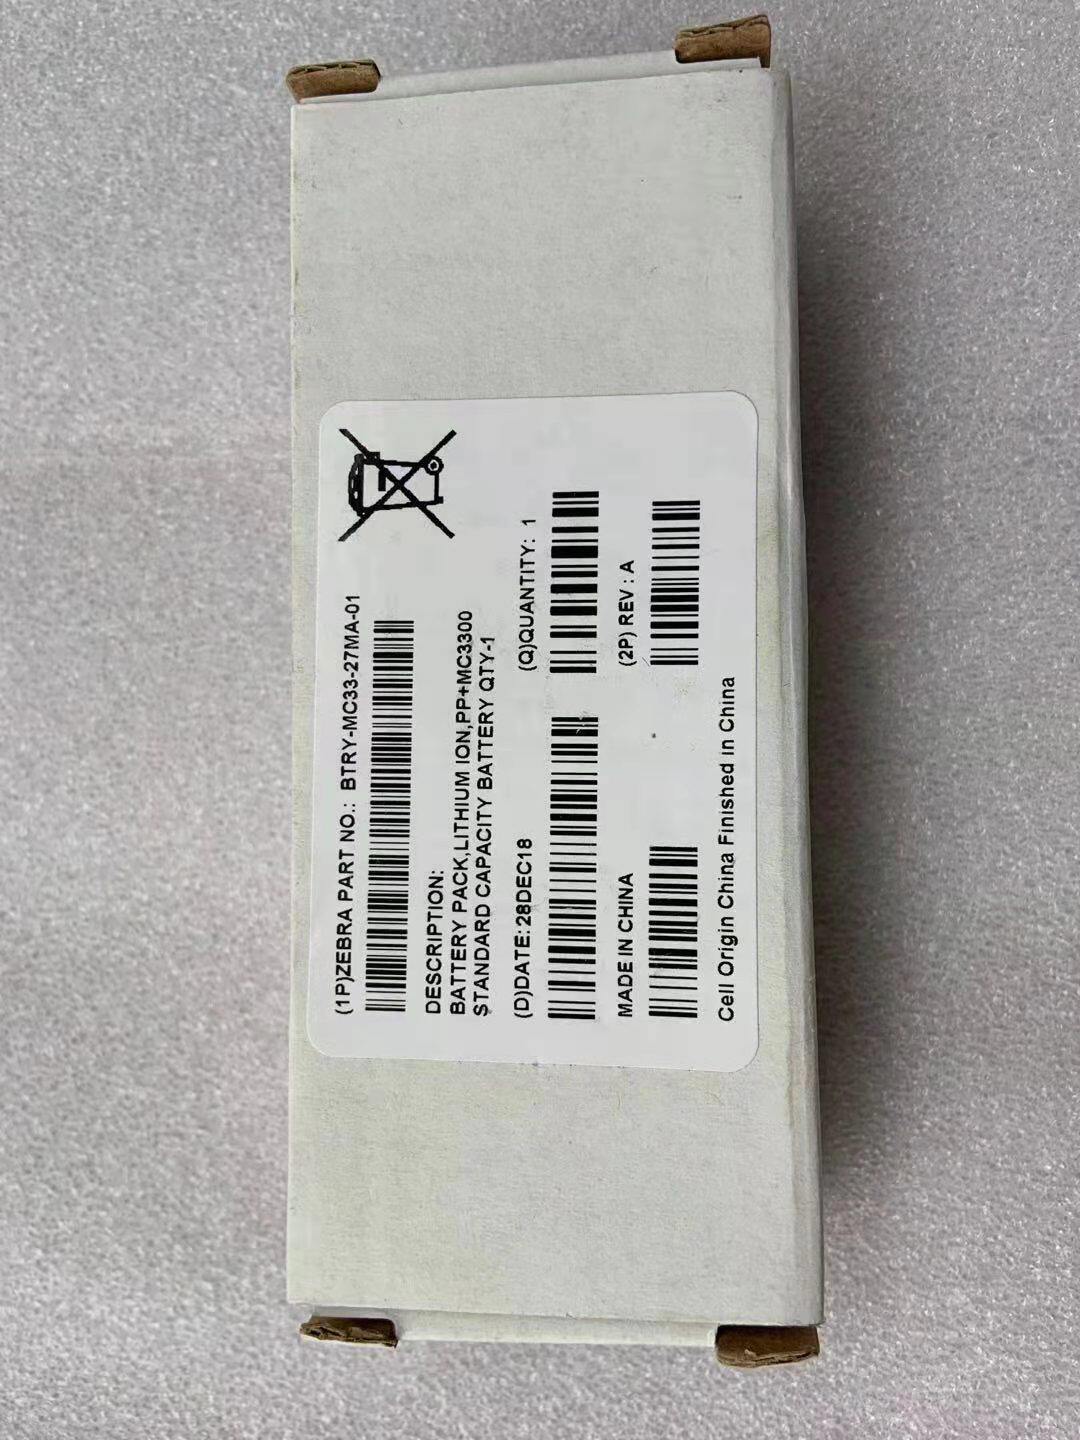 (1P)ZEBRA PART NO.: BTRY-MC33-27MA-01
DESCRIPTION:
BATTERY PACK,LITHIUM ION,PP+MC3300
STANDARD CAPACITY BATTERY QTY-1
(D)DATE: 28DEC18
(Q)QUANTITY: 1
MADE IN CHINA
(2P) REV : A
Cell Origin China Finished in China